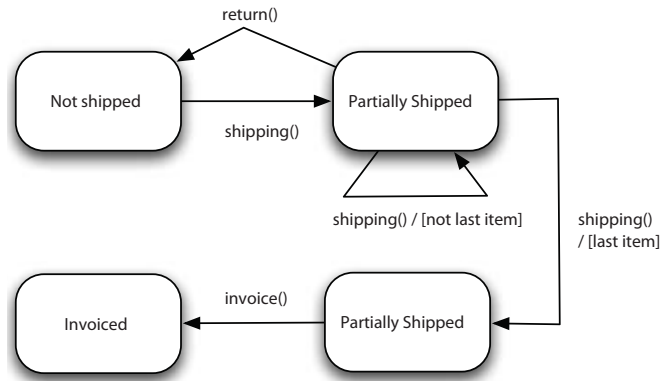 return()
Not shipped
Partially Shipped
shipping()
shipping() / [not last item]
shipping()
/ [last item]
invoice()
Invoiced
Partially Shipped